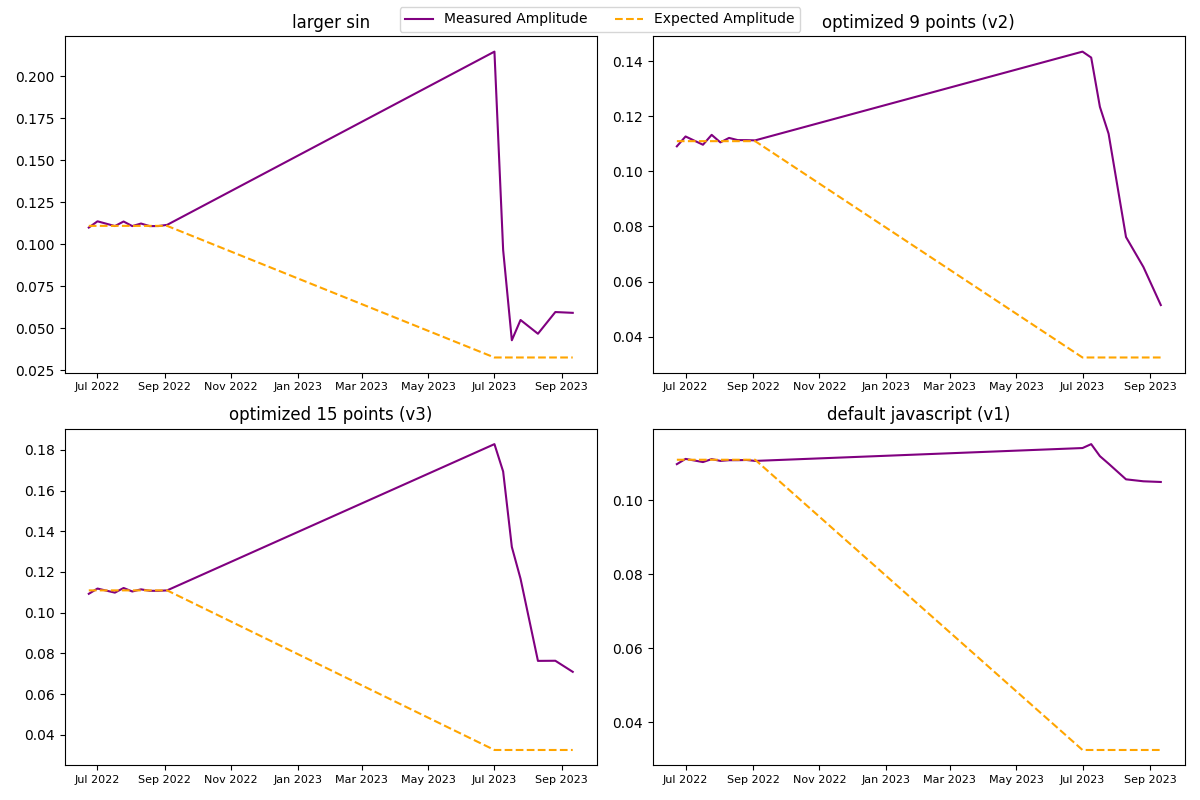 Measured Amplitude Expected Amplitude
larger sin
0.200
0.175
0.150
0.125
0.100
0.075
0.050
0.025
Jul 2022 Sep 2022 Nov 2022 Jan 2023 Mar 2023 May 2023 Jul 2023 Sep 2023
optimized 9 points (v2)
0.14
0.12
0.10
0.08
0.06
0.04
Jul 2022 Sep 2022 Nov 2022 Jan 2023 Mar 2023 May 2023 Jul 2023 Sep 2023
optimized 15 points (v3)
0.18
0.16
0.14
0.12
0.10
0.08
0.06
0.04
Jul 2022 Sep 2022 Nov 2022 Jan 2023 Mar 2023 May 2023 Jul 2023 Sep 2023
default javascript (v1)
0.10
0.08
0.06
0.04
Jul 2022 Sep 2022 Nov 2022 Jan 2023 Mar 2023 May 2023 Jul 2023 Sep 2023